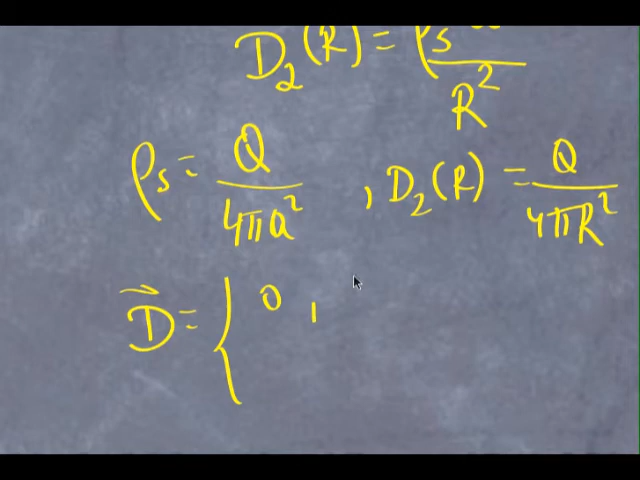 D₂(R) = ρs
R²
ρs = Q / 4πa² , D₂(R) = Q / 4πR²
D⃗ = { 0 ,